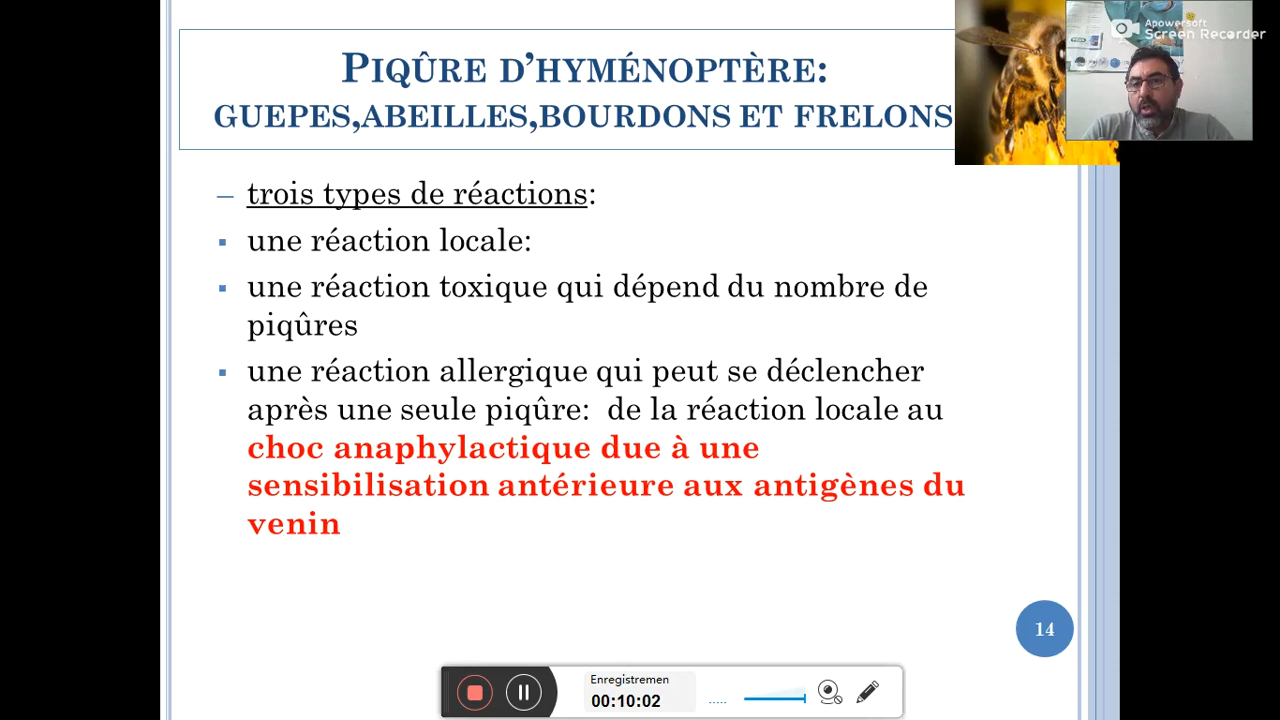 PIQÛRE D'HYMÉNOPTÈRE:
GUEPES,ABEILLES,BOURDONS ET FRELONS
Apowersoft
Screen Recorder
– trois types de réactions:
▪ une réaction locale:
▪ une réaction toxique qui dépend du nombre de
piqûres
▪ une réaction allergique qui peut se déclencher
après une seule piqûre: de la réaction locale au
choc anaphylactique due à une
sensibilisation antérieure aux antigènes du
venin
14
Enregistremen
00:10:02